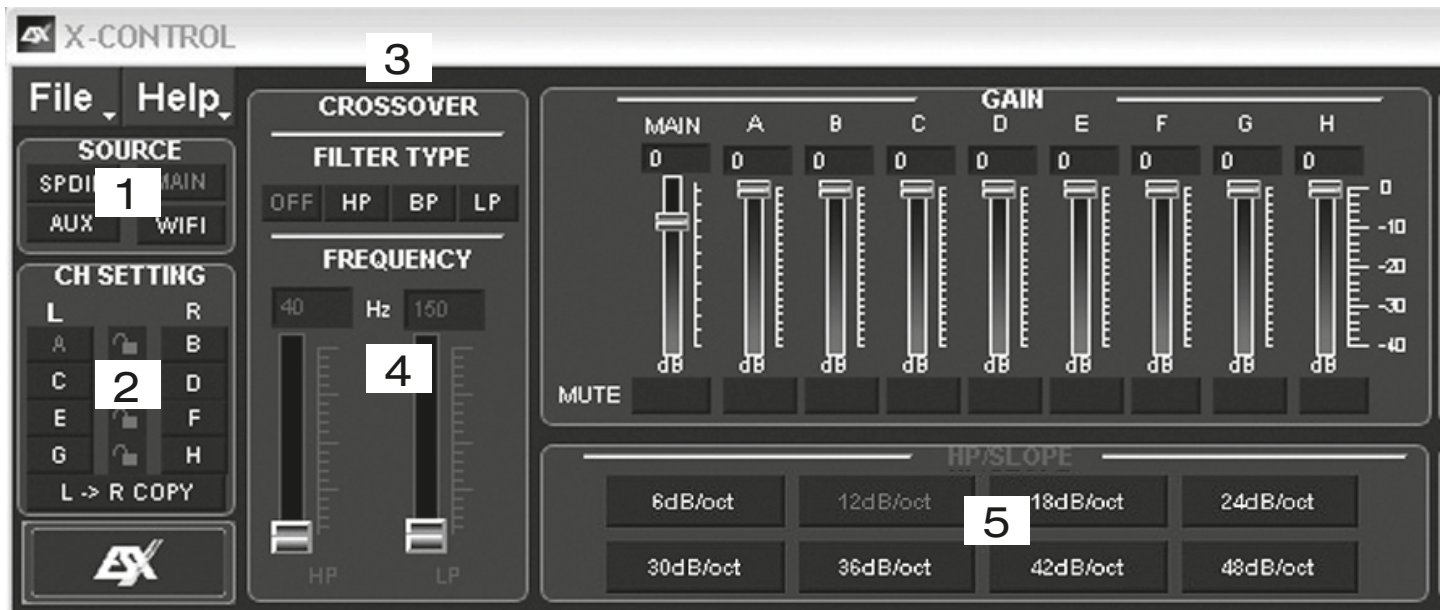 ESX X-CONTROL
3
File Help
SOURCE
SPDI MAIN
1
AUX WIFI
CH SETTING
L R
A B
C D
2
E F
G H
L -> R COPY
ESX
CROSSOVER
FILTER TYPE
OFF HP BP LP
FREQUENCY
40 Hz 150
4
HP LP
GAIN
MAIN A B C D E F G H
0 0 0 0 0 0 0 0 0
0
-10
-20
-30
-40
dB dB dB dB dB dB dB dB dB
MUTE
HP/SLOPE
6dB/oct 12dB/oct 18dB/oct 24dB/oct
5
30dB/oct 36dB/oct 42dB/oct 48dB/oct